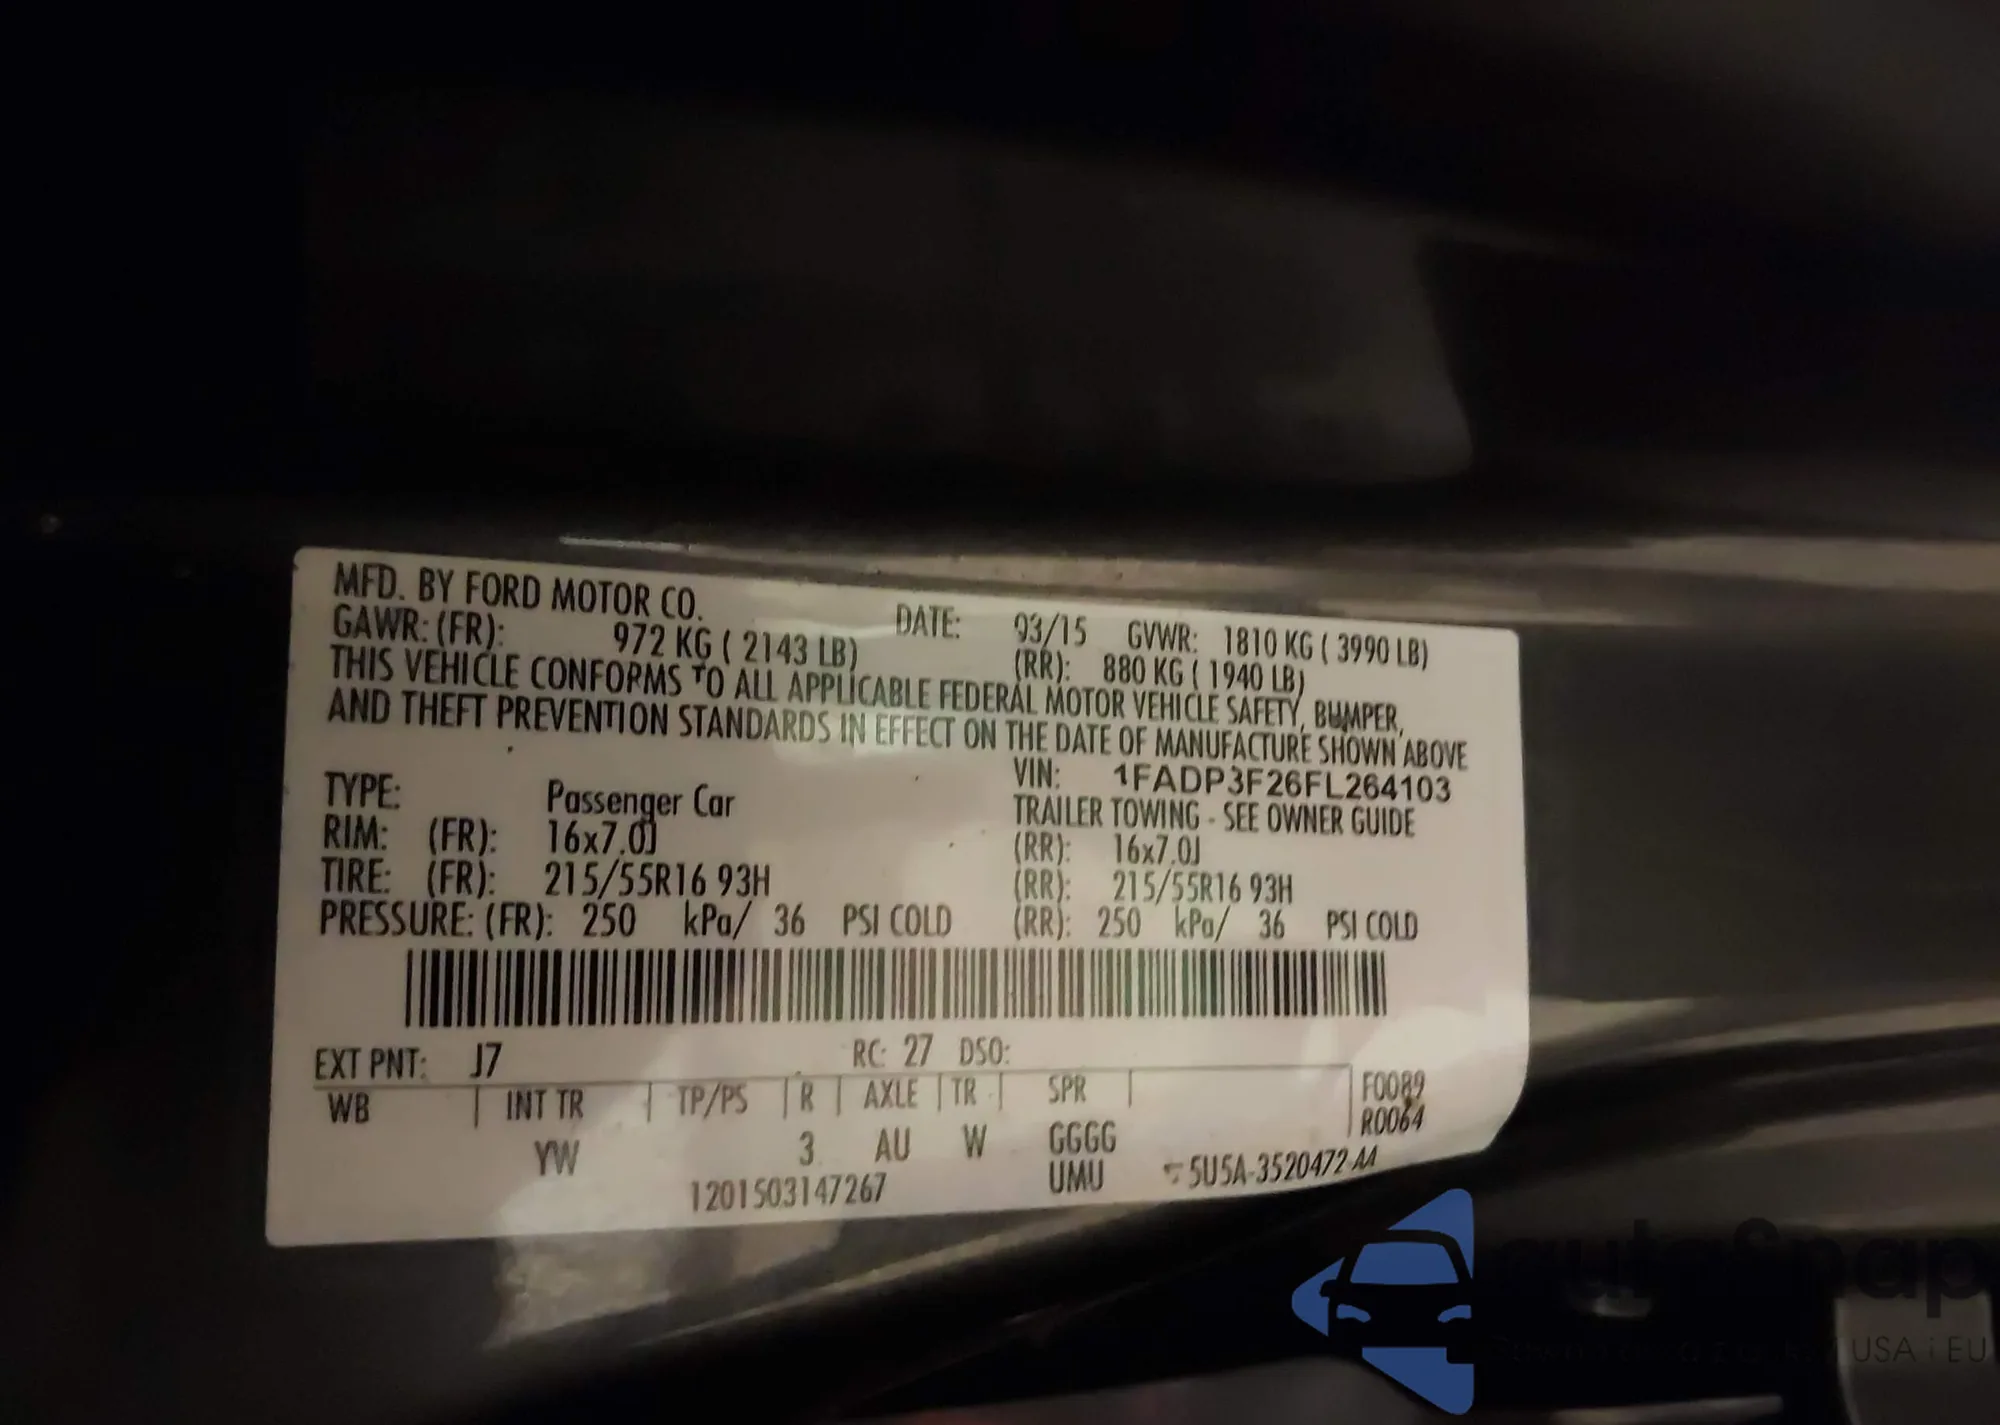 MFD. BY FORD MOTOR CO. DATE: 03/15 GVWR: 1810 KG ( 3990 LB)
GAWR: (FR): 972 KG ( 2143 LB) (RR): 880 KG ( 1940 LB)
THIS VEHICLE CONFORMS TO ALL APPLICABLE FEDERAL MOTOR VEHICLE SAFETY, BUMPER,
AND THEFT PREVENTION STANDARDS IN EFFECT ON THE DATE OF MANUFACTURE SHOWN ABOVE
VIN: 1FADP3F26FL264103
TYPE: Passenger Car TRAILER TOWING - SEE OWNER GUIDE
RIM: (FR): 16x7.0J (RR): 16x7.0J
TIRE: (FR): 215/55R16 93H (RR): 215/55R16 93H
PRESSURE: (FR): 250 kPa/ 36 PSI COLD (RR): 250 kPa/ 36 PSI COLD
EXT PNT: J7 RC: 27 DSO:
WB | INT TR | TP/PS | R | AXLE | TR | SPR | F0089
R0064
YW 3 AU W GGGG
1201503147267 UMU 5U5A-3520472-AA
autoSnap
USA i EU